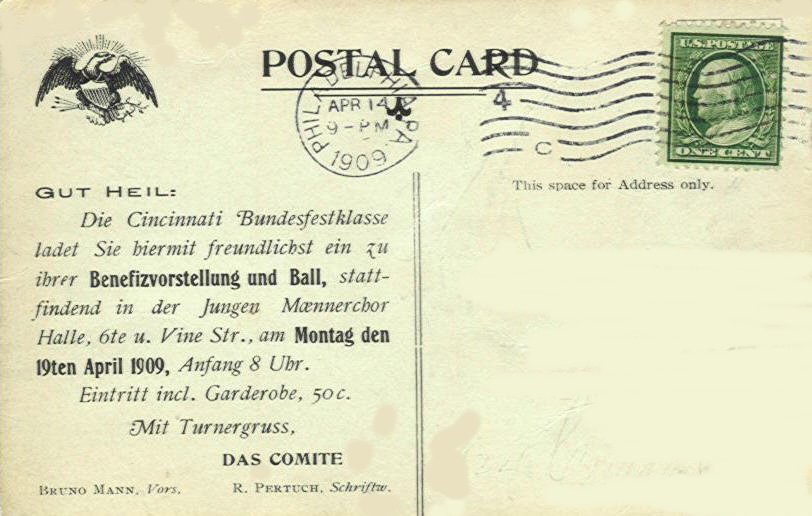 POSTAL CARD
U.S. POSTAGE
ONE CENT
PHILADELPHIA, PA.
APR 14
9-PM
1909
4
C
This space for Address only.
GUT HEIL:
Die Cincinnati Bundesfestklasse
ladet Sie hiermit freundlichst ein zu
ihrer Benefizvorstellung und Ball, statt-
findend in der Jungen Mænnerchor
Halle, 6te u. Vine Str., am Montag den
19ten April 1909, Anfang 8 Uhr.
Eintritt incl. Garderobe, 50c.
Mit Turnergruss,
DAS COMITE
BRUNO MANN, Vors. R. PERTUCH, Schriftw.